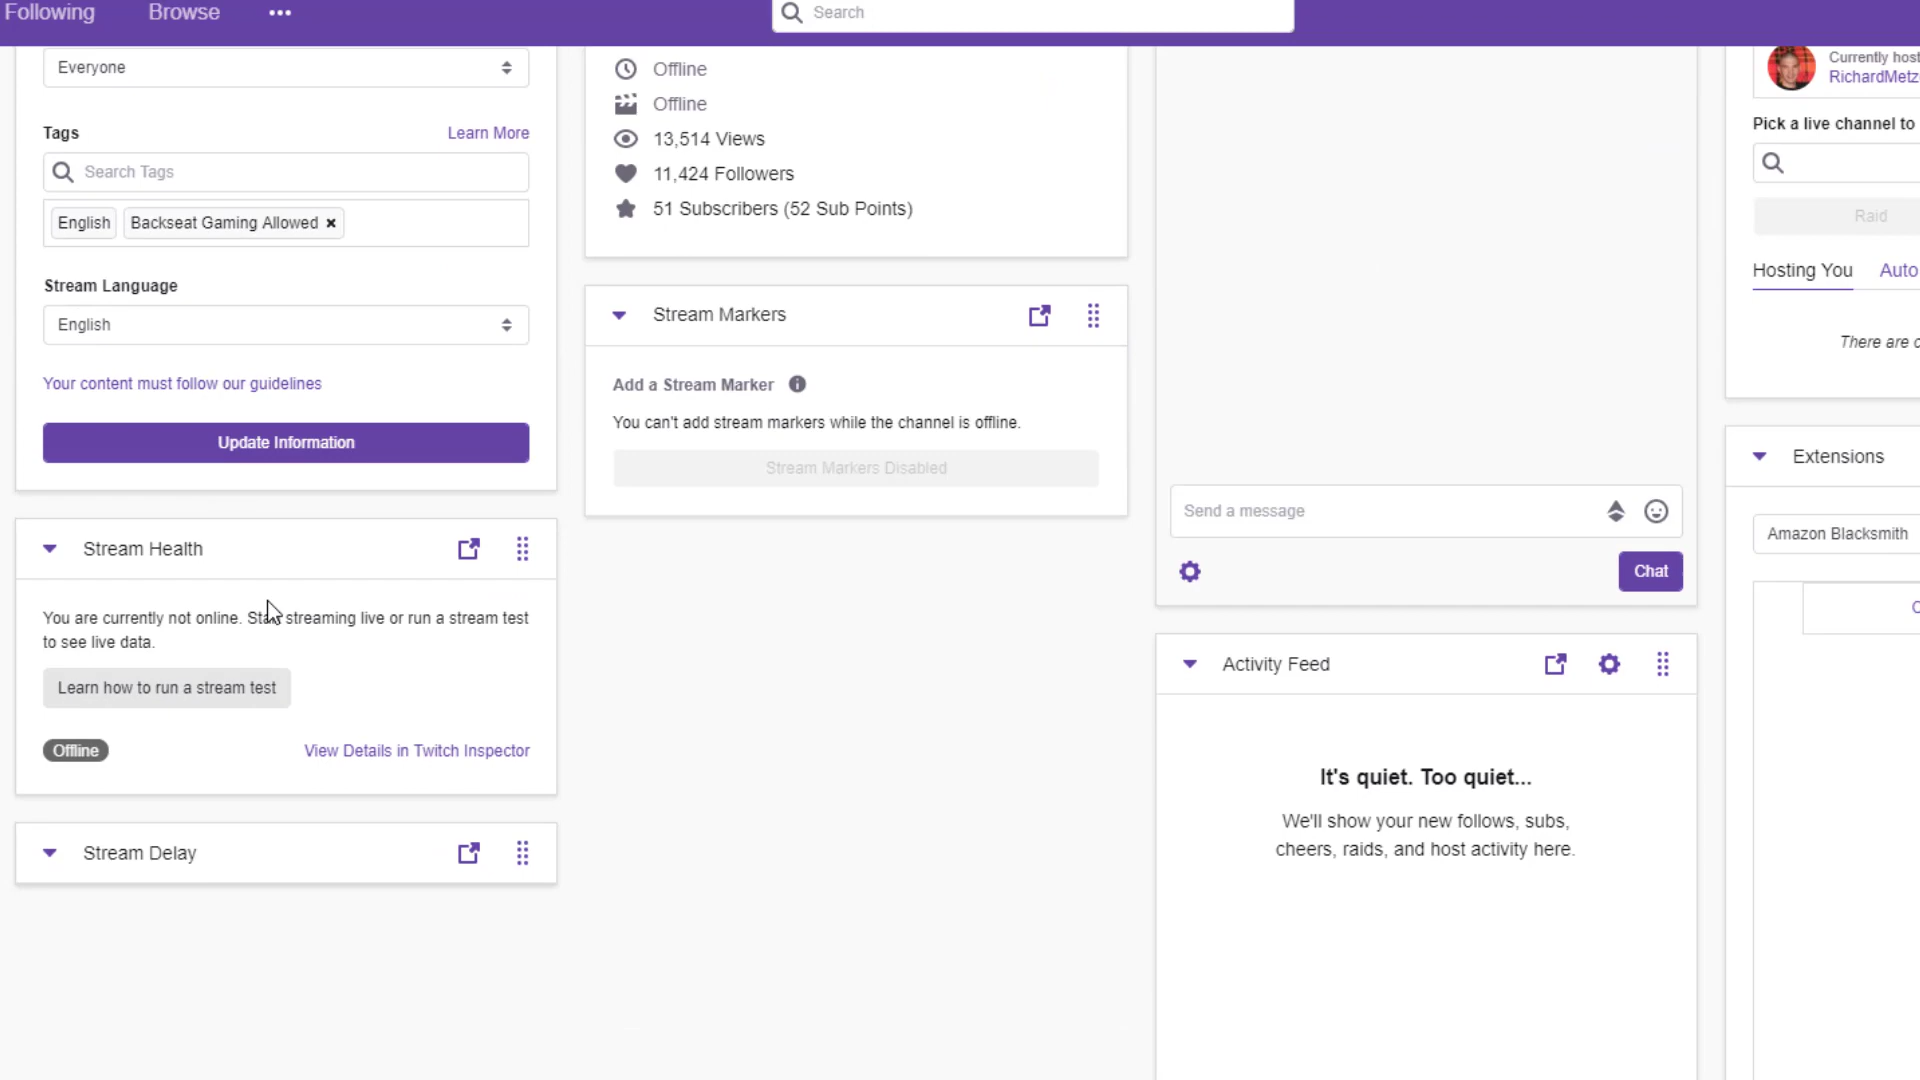 Following Browse
Search
Everyone
Tags Learn More
Search Tags
English Backseat Gaming Allowed
Stream Language
English
Your content must follow our guidelines
Update Information
Stream Health
You are currently not online. Start streaming live or run a stream test
to see live data.
Learn how to run a stream test
Offline View Details in Twitch Inspector
Stream Delay
Offline
Offline
13,514 Views
11,424 Followers
51 Subscribers (52 Sub Points)
Stream Markers
Add a Stream Marker
You can't add stream markers while the channel is offline.
Stream Markers Disabled
Send a message
Chat
Activity Feed
It's quiet. Too quiet...
We'll show your new follows, subs,
cheers, raids, and host activity here.
Currently host
RichardMetz
Pick a live channel to
Raid
Hosting You Auto
There are
Extensions
Amazon Blacksmith